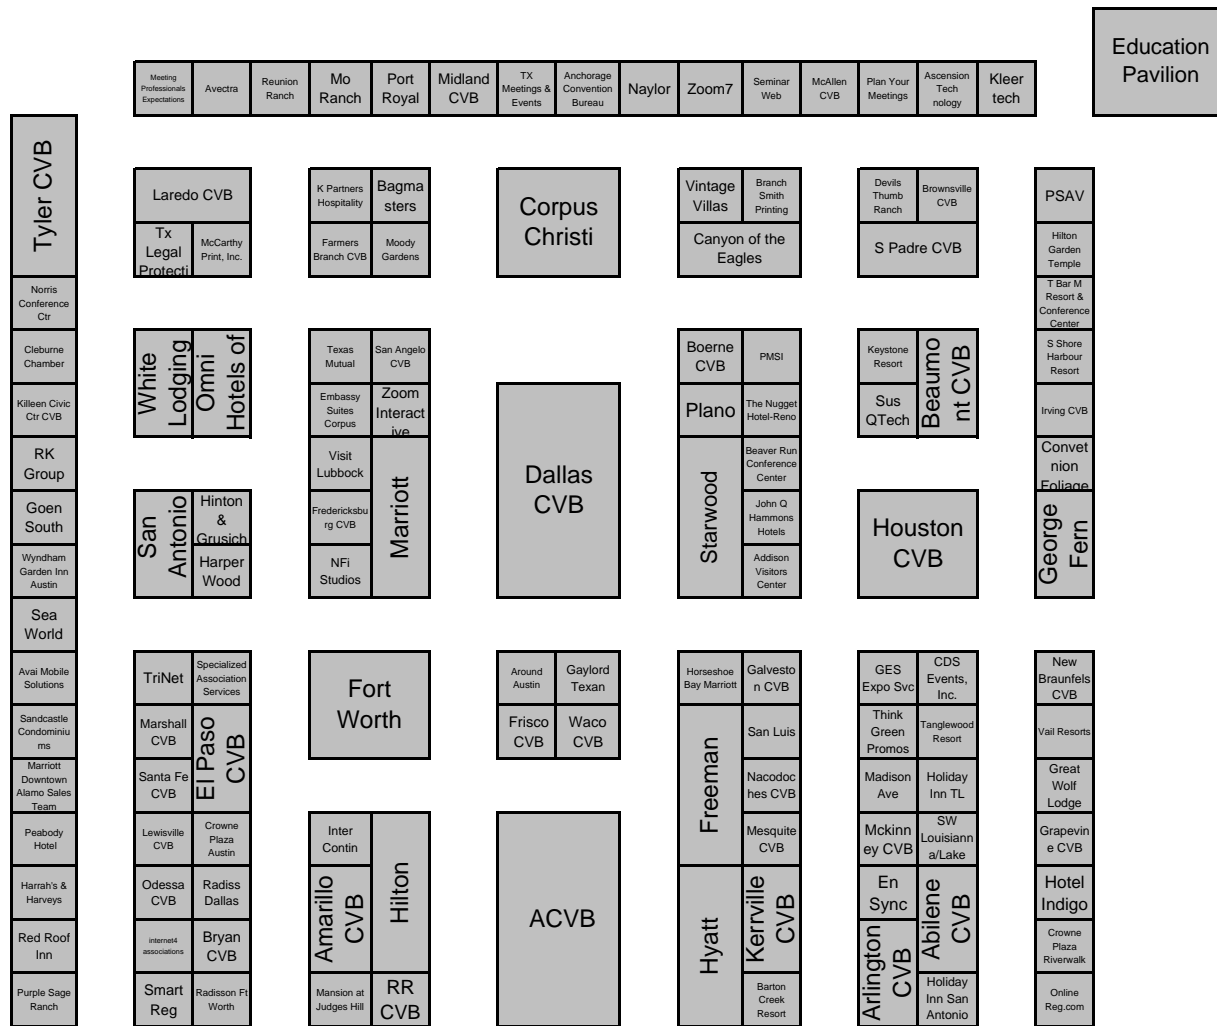 Education
Pavilion
Meeting
Professionals
Expectations
Avectra
Reunion
Ranch
Mo
Ranch
Port
Royal
Midland
CVB
TX
Meetings &
Events
Anchorage
Convention
Bureau
Naylor
Zoom7
Seminar
Web
McAllen
CVB
Plan Your
Meetings
Ascension
Tech
nology
Kleer
tech
Tyler CVB
Norris
Conference
Ctr
Cleburne
Chamber
Killeen Civic
Ctr CVB
RK
Group
Goen
South
Wyndham
Garden Inn
Austin
Sea
World
Avai Mobile
Solutions
Sandcastle
Condominiu
ms
Marriott
Downtown
Alamo Sales
Team
Peabody
Hotel
Harrah's &
Harveys
Red Roof
Inn
Purple Sage
Ranch
Laredo CVB
Tx
Legal
Protecti
McCarthy
Print, Inc.
K Partners
Hospitality
Bagma
sters
Farmers
Branch CVB
Moody
Gardens
Corpus
Christi
Vintage
Villas
Branch
Smith
Printing
Canyon of the
Eagles
Devils
Thumb
Ranch
Brownsville
CVB
S Padre CVB
PSAV
Hilton
Garden
Temple
T Bar M
Resort &
Conference
Center
S Shore
Harbour
Resort
Irving CVB
Convet
nion
Foliage
George
Fern
White
Lodging
Omni
Hotels of
Texas
Mutual
San Angelo
CVB
Embassy
Suites
Corpus
Zoom
Interact
ive
Visit
Lubbock
Marriott
Fredericksbu
rg CVB
NFi
Studios
Dallas
CVB
Boerne
CVB
PMSI
Plano
The Nugget
Hotel-Reno
Starwood
Beaver Run
Conference
Center
John Q
Hammons
Hotels
Addison
Visitors
Center
Keystone
Resort
Beaumo
nt CVB
Sus
QTech
San
Antonio
Hinton
&
Grusich
Harper
Wood
Houston
CVB
TriNet
Specialized
Association
Services
Marshall
CVB
El Paso
CVB
Santa Fe
CVB
Lewisville
CVB
Crowne
Plaza
Austin
Odessa
CVB
Radiss
Dallas
internet4
associations
Bryan
CVB
Smart
Reg
Radisson Ft
Worth
Fort
Worth
Inter
Contin
Hilton
Amarillo
CVB
Mansion at
Judges Hill
RR
CVB
Around
Austin
Gaylord
Texan
Frisco
CVB
Waco
CVB
ACVB
Horseshoe
Bay Marriott
Galvesto
n CVB
Freeman
San Luis
Nacodoc
hes CVB
Mesquite
CVB
Hyatt
Kerrville
CVB
Barton
Creek
Resort
GES
Expo Svc
CDS
Events,
Inc.
Think
Green
Promos
Tanglewood
Resort
Madison
Ave
Holiday
Inn TL
Mckinn
ey CVB
SW
Louisiann
a/Lake
En
Sync
Abilene
CVB
Arlington
CVB
Holiday
Inn San
Antonio
New
Braunfels
CVB
Vail Resorts
Great
Wolf
Lodge
Grapevin
e CVB
Hotel
Indigo
Crowne
Plaza
Riverwalk
Online
Reg.com